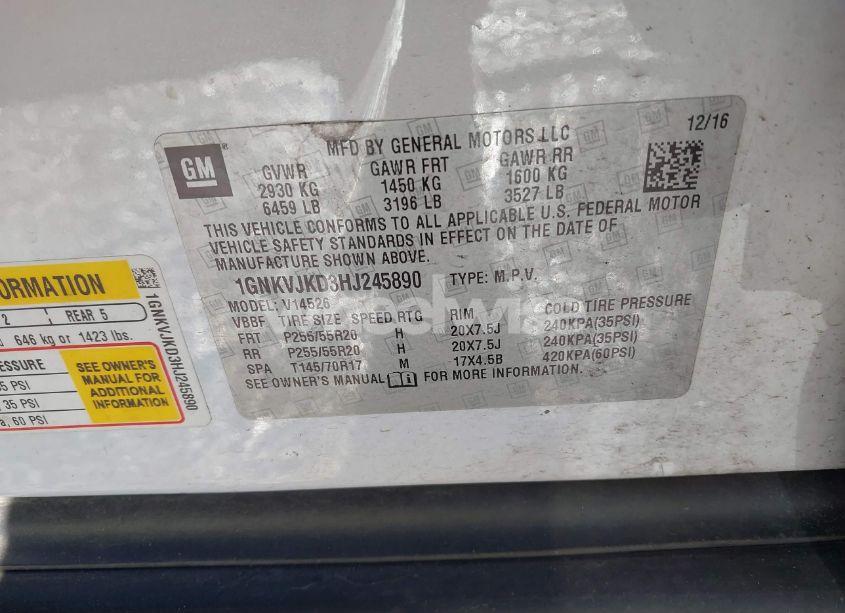 12/16
MFD BY GENERAL MOTORS LLC
GM
GVWR GAWR FRT GAWR RR
2930 KG 1450 KG 1600 KG
6459 LB 3196 LB 3527 LB
THIS VEHICLE CONFORMS TO ALL APPLICABLE U.S. FEDERAL MOTOR
VEHICLE SAFETY STANDARDS IN EFFECT ON THE DATE OF
MANUFACTURE SHOWN ABOVE.
1GNKVJKD3HJ245890 TYPE: M.P.V.
MODEL: V14526
VBBF TIRE SIZE SPEED RTG RIM COLD TIRE PRESSURE
FRT P255/55R20 H 20X7.5J 240KPA(35PSI)
RR P255/55R20 H 20X7.5J 240KPA(35PSI)
SPA T145/70R17 M 17X4.5B 420KPA(60PSI)
SEE OWNER'S MANUAL FOR MORE INFORMATION.
ORMATION
2 REAR 5
646 kg or 1423 lbs.
SEE OWNER'S
MANUAL FOR
ADDITIONAL
INFORMATION
35 PSI
60 PSI
1GNKVJKD3HJ245890